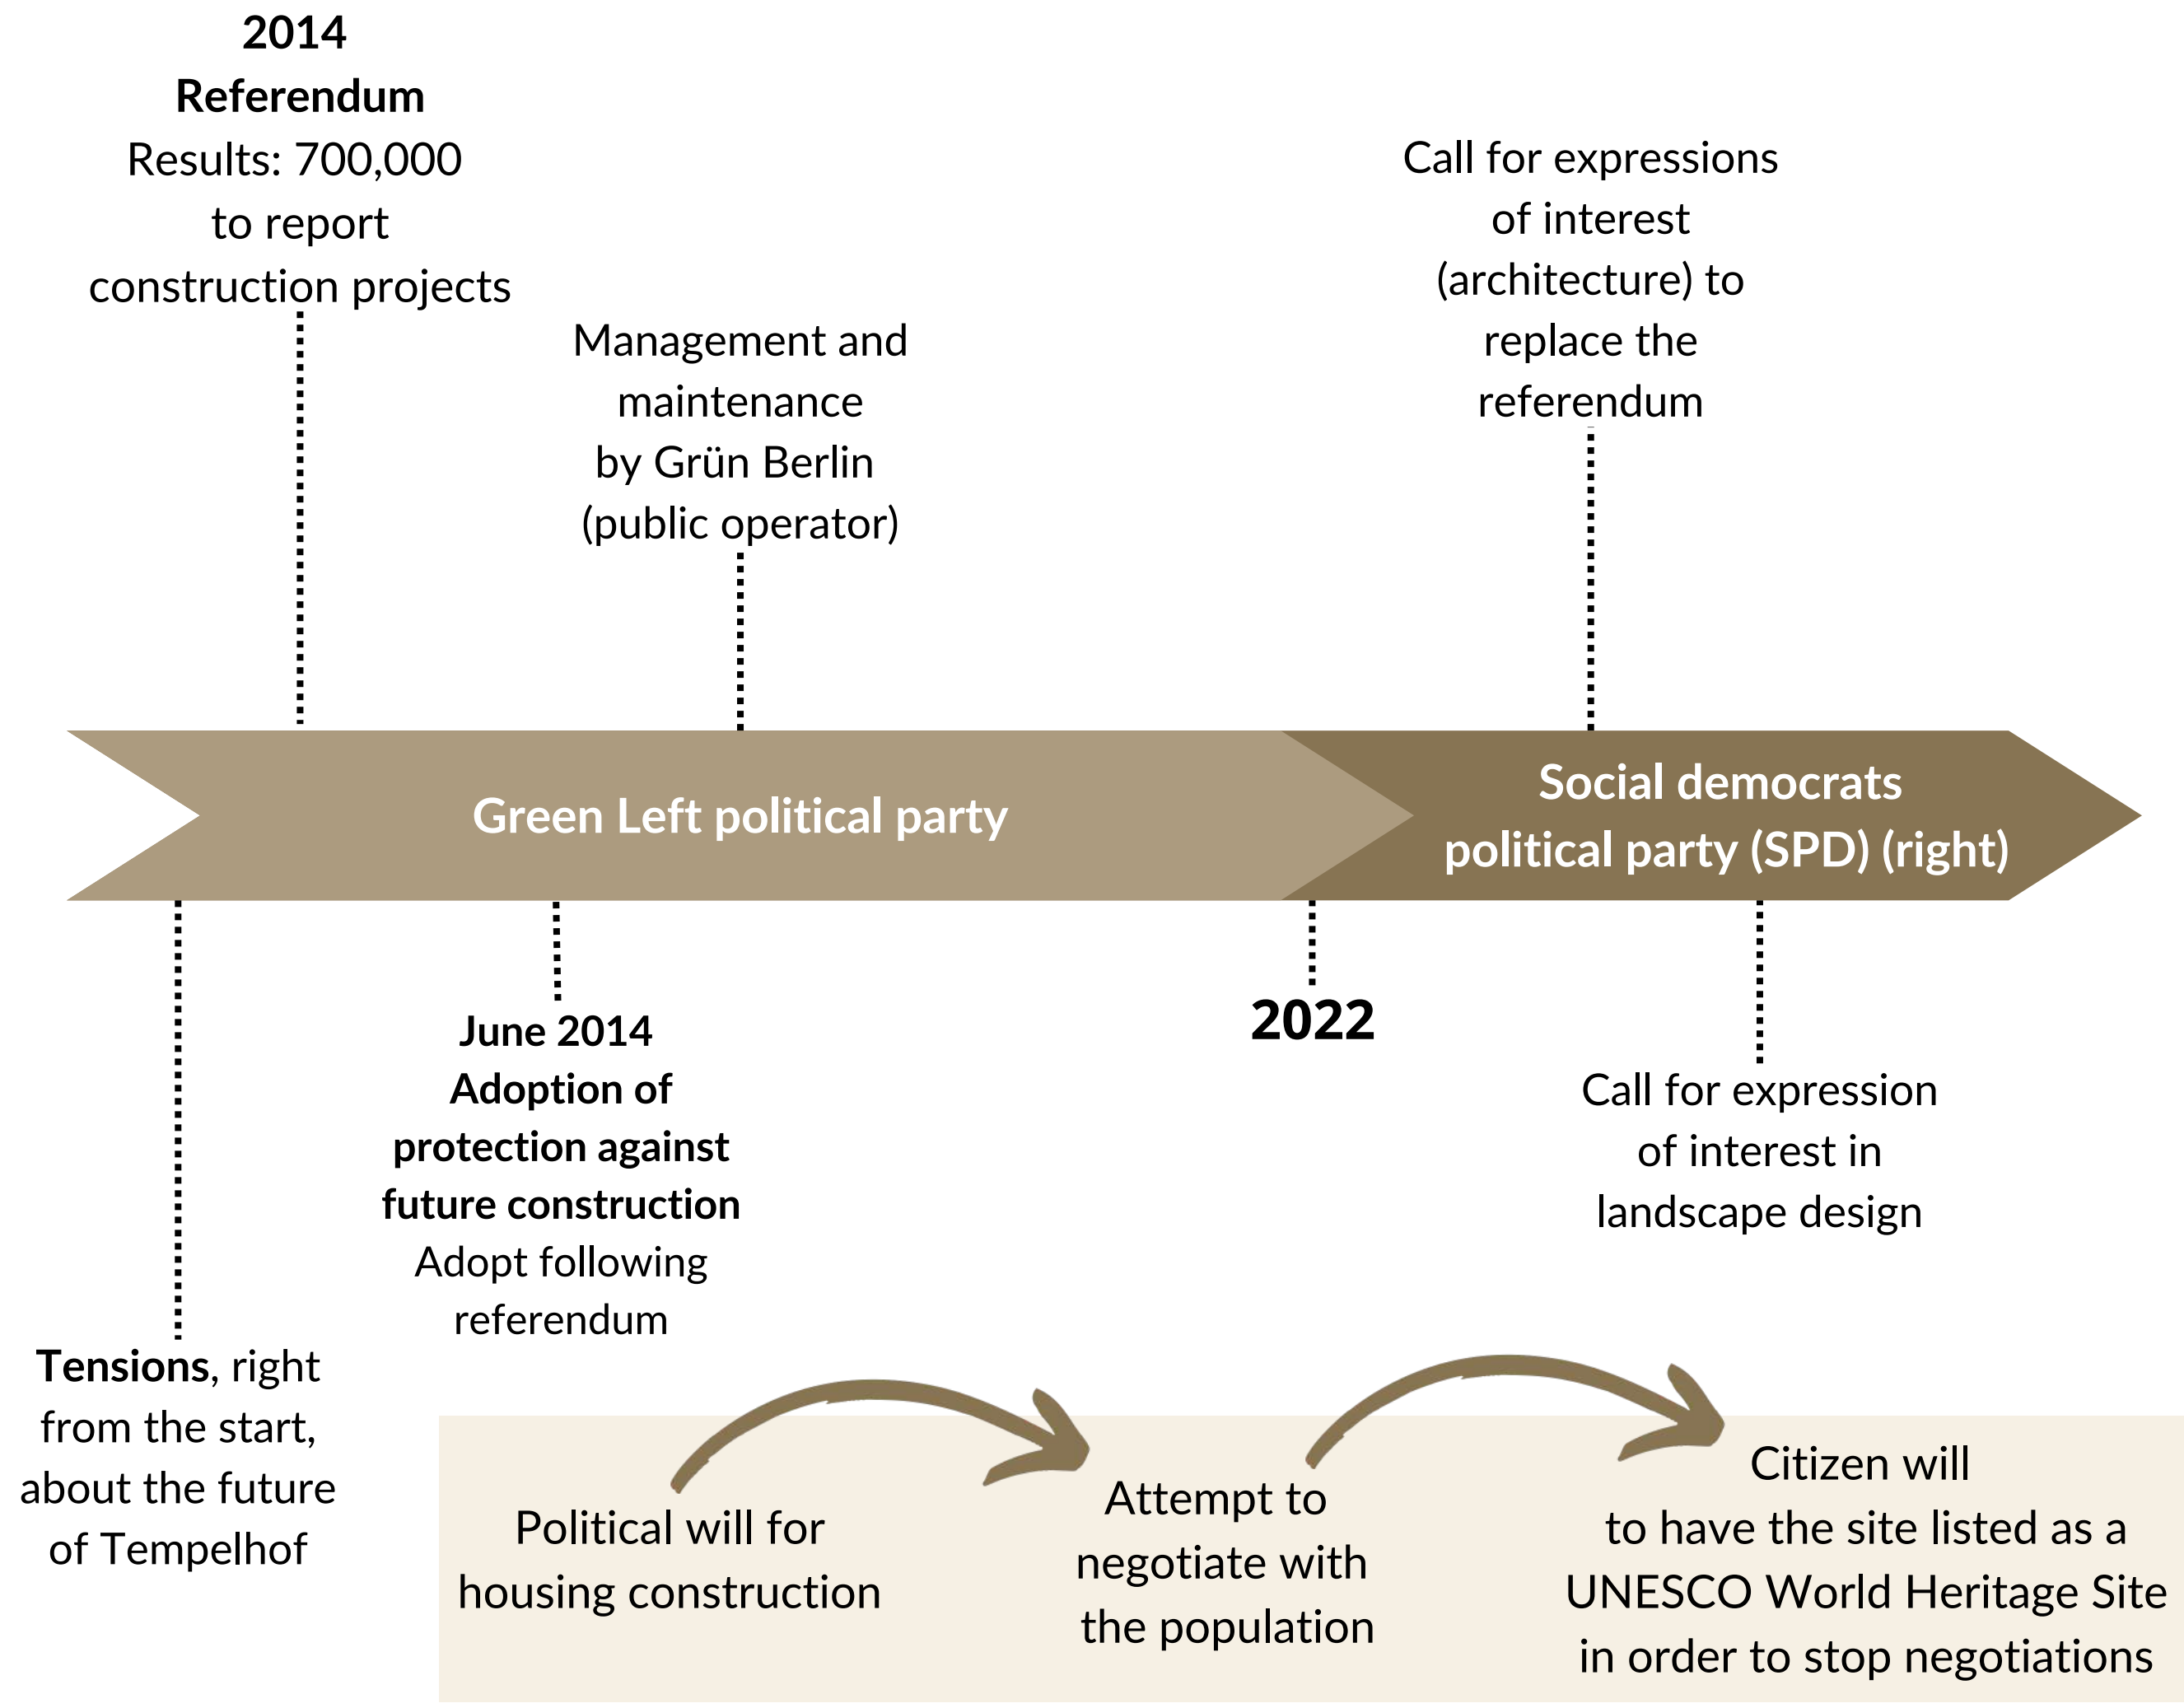 2014
Referendum
Results: 700,000
to report
construction projects
Management and
maintenance
by Grün Berlin
(public operator)
Call for expressions
of interest
(architecture) to
replace the
referendum
Green Left political party
Social democrats
political party (SPD) (right)
Tensions, right
from the start,
about the future
of Tempelhof
June 2014
Adoption of
protection against
future construction
Adopt following
referendum
2022
Call for expression
of interest in
landscape design
Political will for
housing construction
Attempt to
negotiate with
the population
Citizen will
to have the site listed as a
UNESCO World Heritage Site
in order to stop negotiations